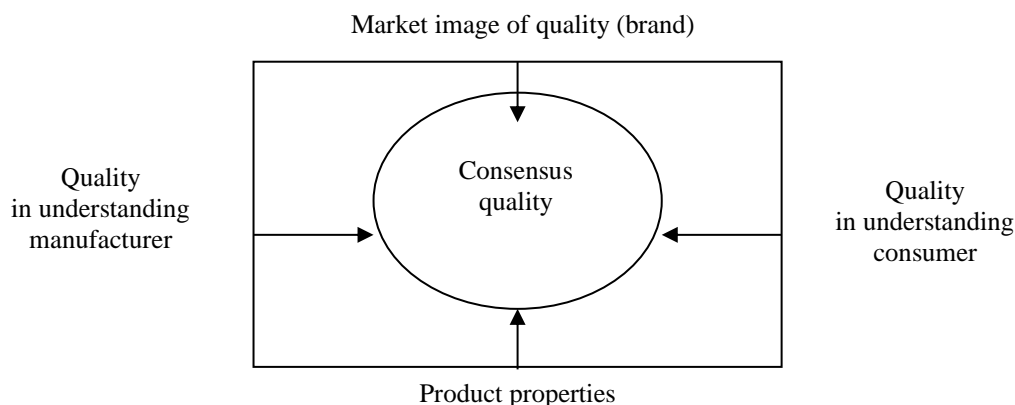 Market image of quality (brand)
Consensus
quality
Quality
in understanding
manufacturer
Quality
in understanding
consumer
Product properties